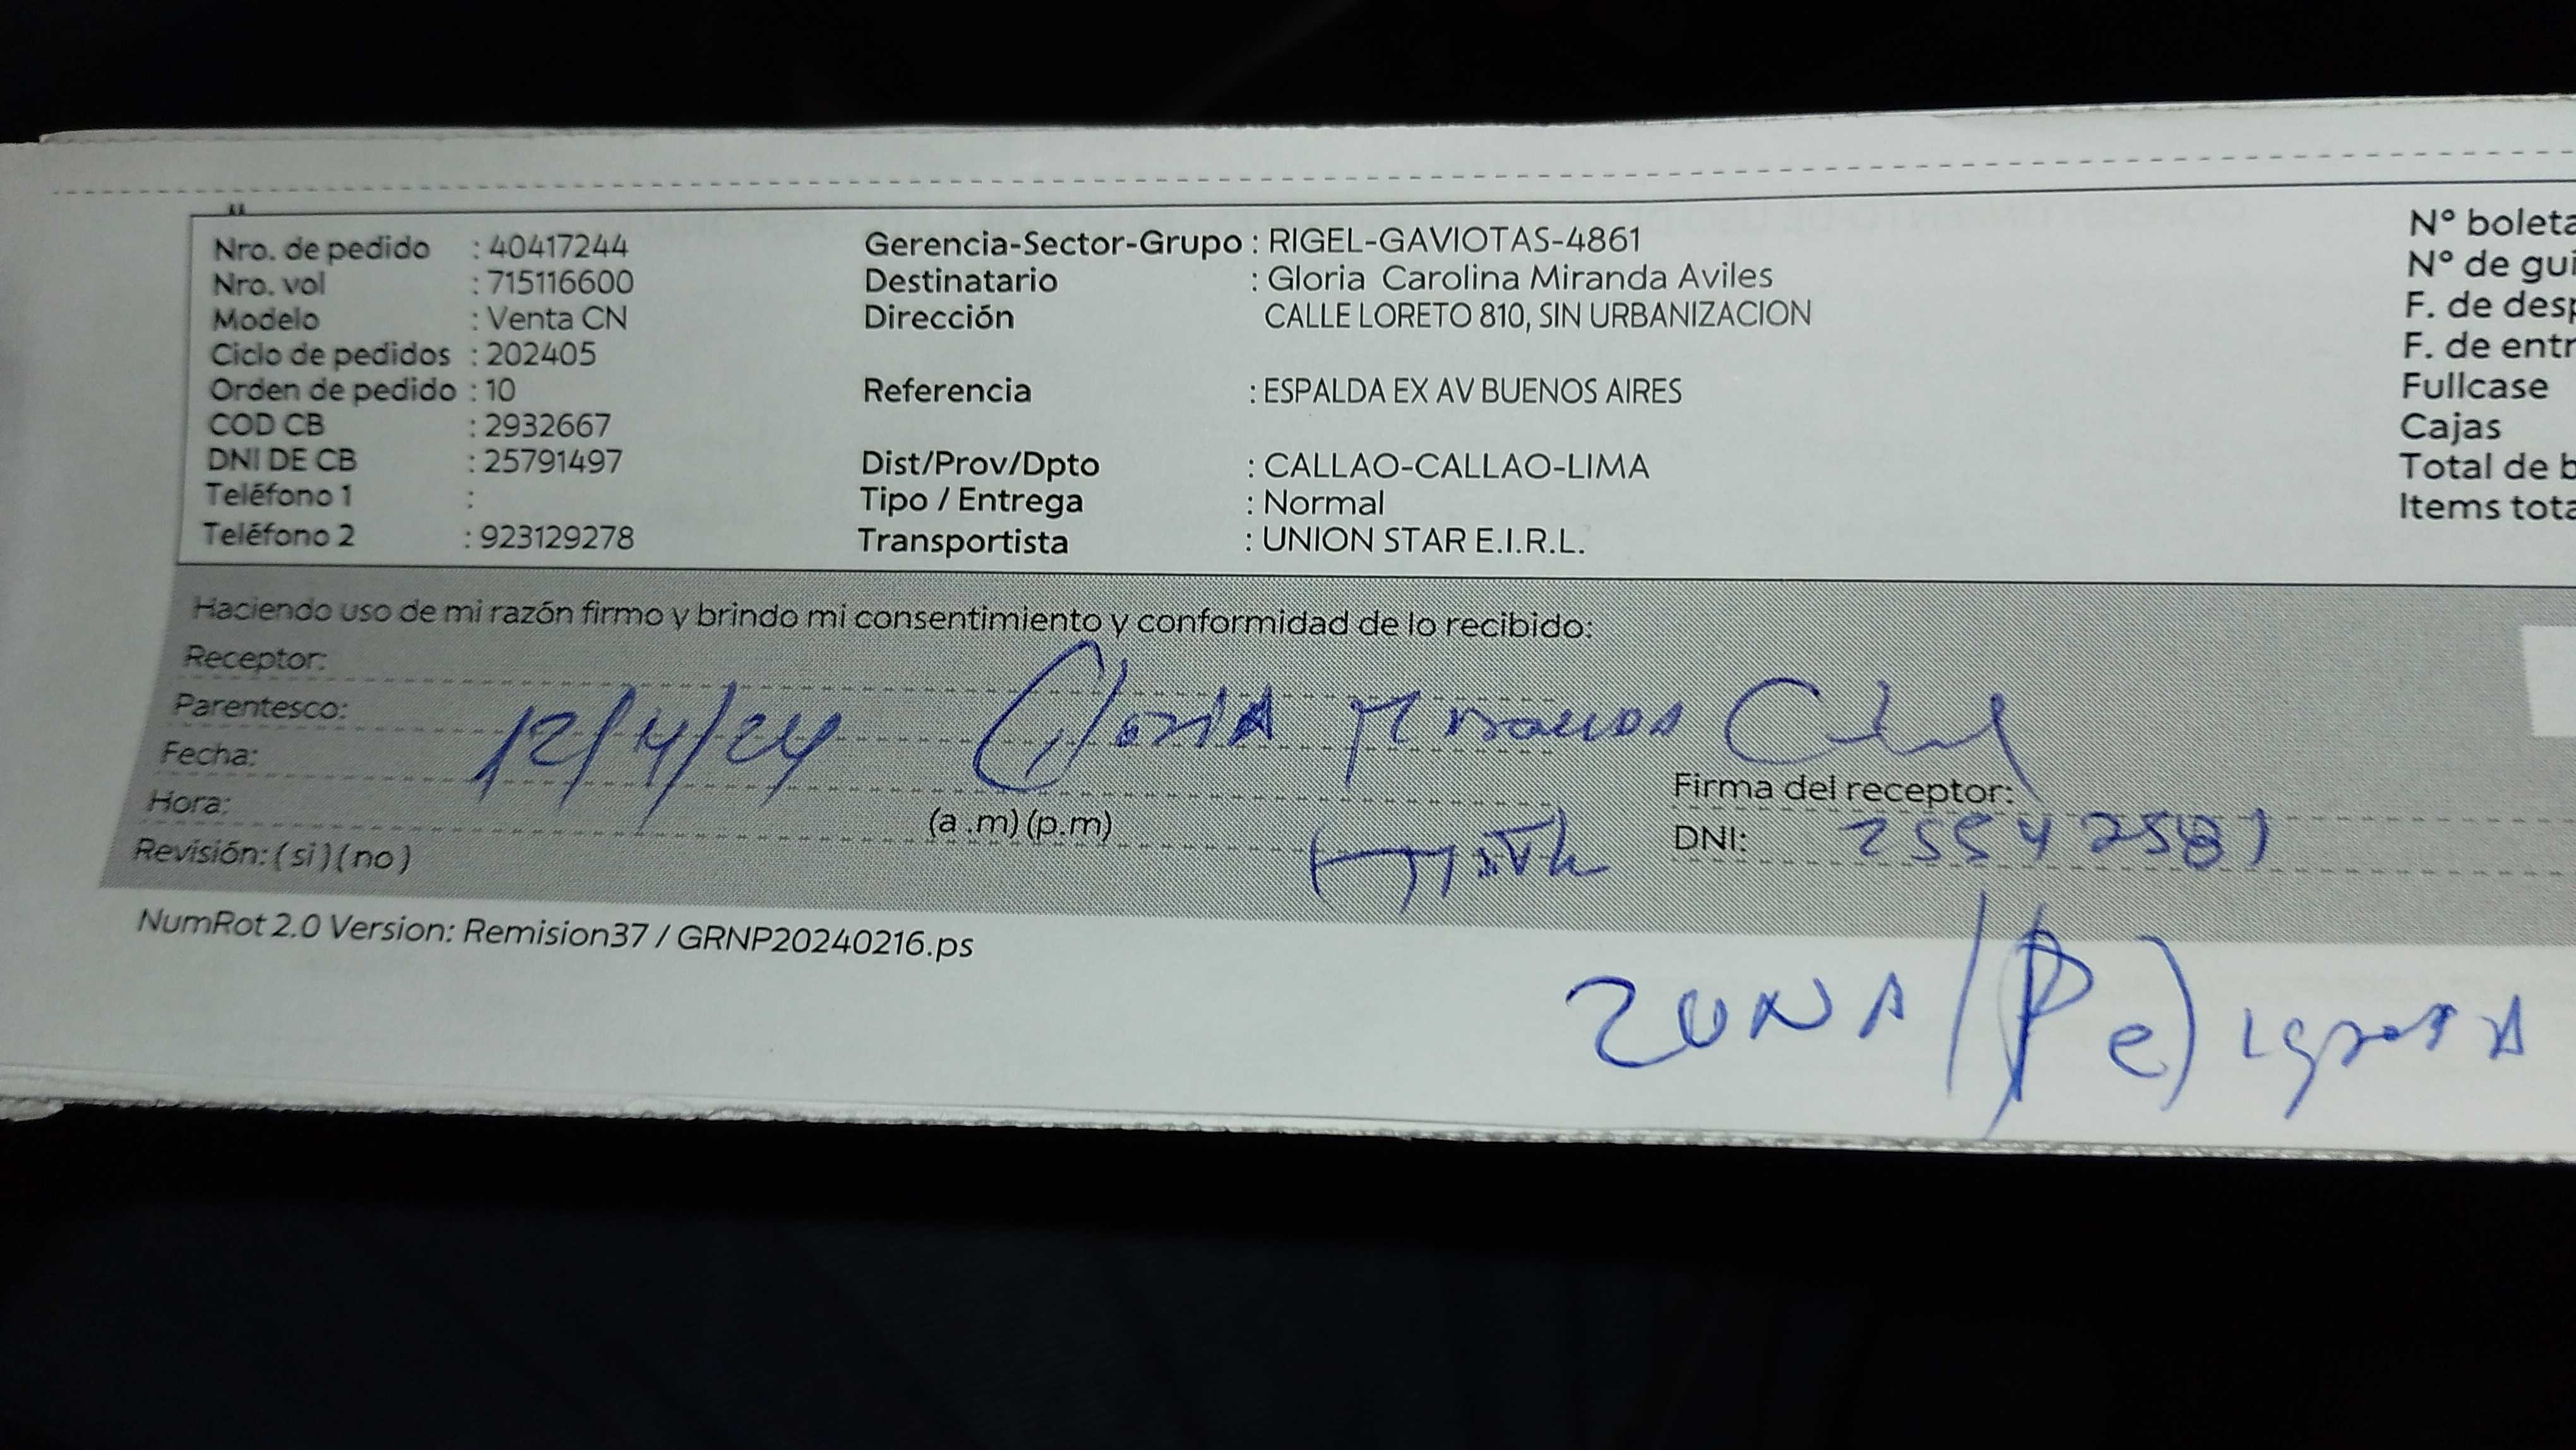 Nro. de pedido : 40417244
Nro. vol : 715116600
Modelo : Venta CN
Ciclo de pedidos : 202405
Orden de pedido : 10
COD CB : 2932667
DNI DE CB : 25791497
Teléfono 1 :
Teléfono 2 : 923129278
Gerencia-Sector-Grupo : RIGEL-GAVIOTAS-4861
Destinatario : Gloria Carolina Miranda Aviles
Dirección CALLE LORETO 810, SIN URBANIZACION
Referencia : ESPALDA EX AV BUENOS AIRES
Dist/Prov/Dpto : CALLAO-CALLAO-LIMA
Tipo / Entrega : Normal
Transportista : UNION STAR E.I.R.L.
N° boleta
N° de gui
F. de desp
F. de entr
Fullcase
Cajas
Total de b
Items tota
Haciendo uso de mi razón firmo y brindo mi consentimiento y conformidad de lo recibido:
Receptor:
Parentesco:
Fecha: 12/4/24 Gloria Miranda
Hora: (a.m) (p.m)
Firma del receptor:
Revisión: (si) (no)
DNI:
NumRot 2.0 Version: Remision37 / GRNP20240216.ps
ZONA Peligrosa